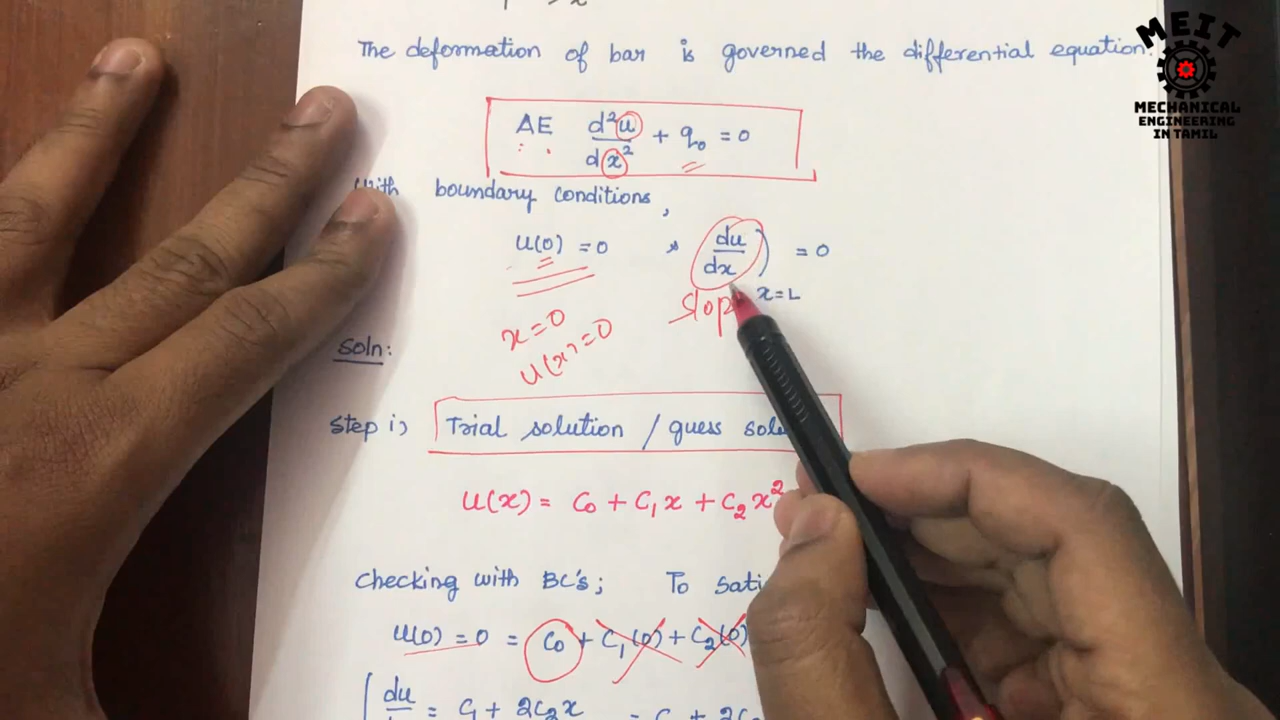 The deformation of bar is governed the differential equation.
AE d²u/dx² + q₀ = 0
With boundary conditions,
u(0) = 0 & du/dx) x=L = 0
slope
x = 0
u(x) = 0
Soln:
Step i) Trial solution / guess
u(x) = C₀ + C₁x + C₂x²
Checking with BC's; To
u(0) = 0 = C₀ + C₁(0) + C₂(0)
du = C₁ + 2C₂x
MEIT
MECHANICAL
ENGINEERING
IN TAMIL